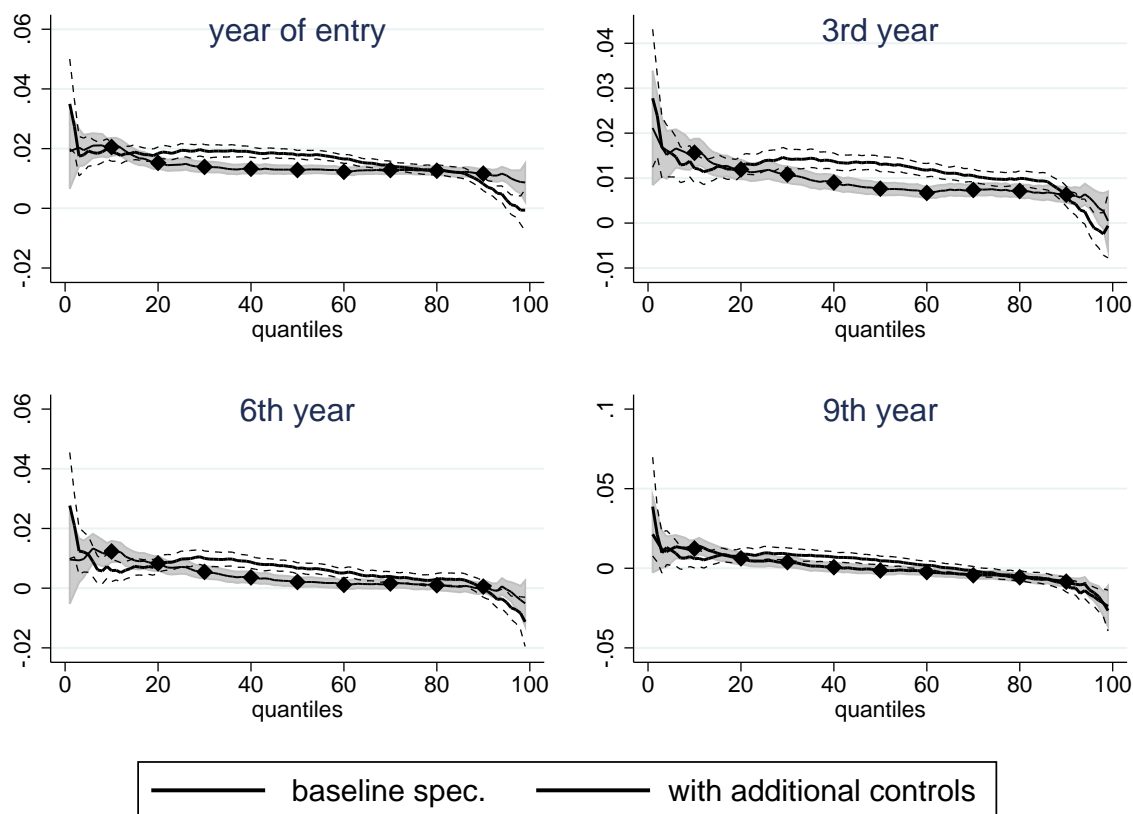 year of entry
.06
.04
.02
0
-.02
0 20 40 60 80 100
quantiles
3rd year
.04
.03
.02
.01
0
-.01
0 20 40 60 80 100
quantiles
6th year
.06
.04
.02
0
-.02
0 20 40 60 80 100
quantiles
9th year
.1
.05
0
-.05
0 20 40 60 80 100
quantiles
baseline spec. with additional controls